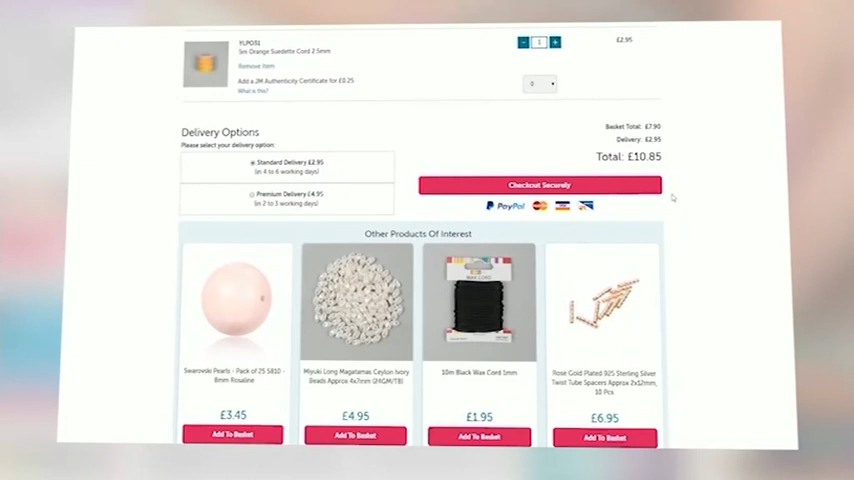 YLPO31
£2.95
5m Orange Suedette Cord 2.5mm
- 1 +
Remove Item
Add a JM Authenticity Certificate for £0.25
0
What is this?
Delivery Options
Please select your delivery option:
Basket Total: £7.90
Delivery: £2.95
Total: £10.85
Standard Delivery £2.95
(in 4 to 6 working days)
Premium Delivery £4.95
(in 2 to 3 working days)
Checkout Securely
PayPal
Other Products Of Interest
WAX CORD
Swarovski Pearls - Pack of 25 5810 -
8mm Rosaline
Miyuki Long Magatamas Ceylon Ivory
Beads Approx 4x7mm (24GM/TB)
10m Black Wax Cord 1mm
Rose Gold Plated 925 Sterling Silver
Twist Tube Spacers Approx 2x12mm,
10 Pcs
£3.45
£4.95
£1.95
£6.95
Add To Basket
Add To Basket
Add To Basket
Add To Basket